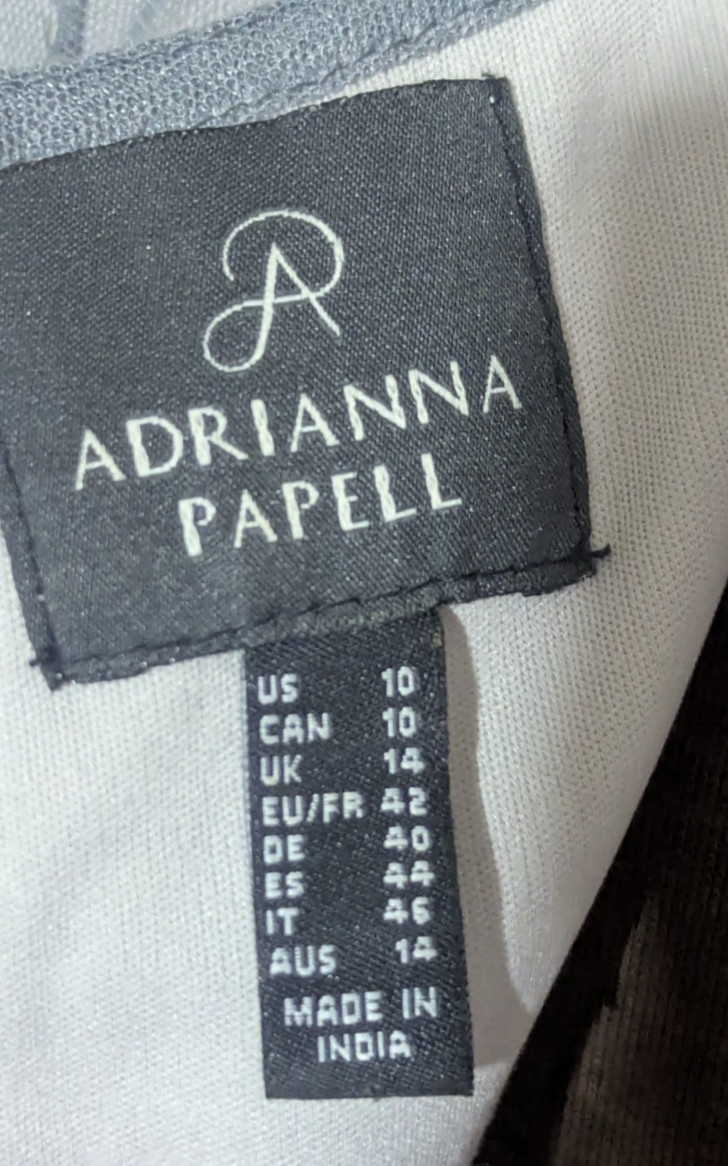 ADRIANNA
PAPELL
US 10
CAN 10
UK 14
EU/FR 42
DE 40
ES 44
IT 46
AUS 14
MADE IN
INDIA